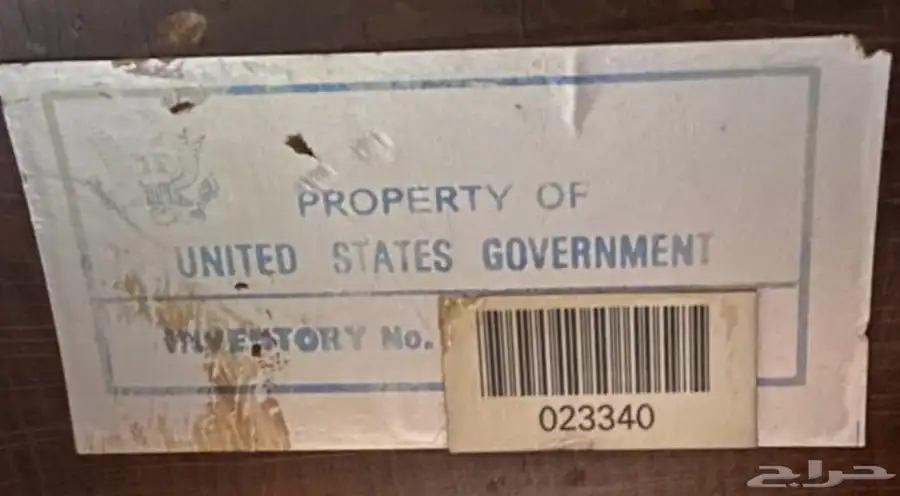 PROPERTY OF
UNITED STATES GOVERNMENT
INVENTORY No.
023340
حراج